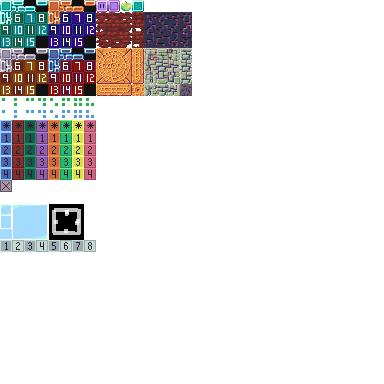 6 7 8 6 7 8
9 10 11 12 9 10 11 12
13 14 15 13 14 15
6 7 8 6 7 8
9 10 11 12 9 10 11 12
13 14 15 13 14 15
* * * * * * * *
1 1 1 1 1 1 1 1
2 2 2 2 2 2 2 2
3 3 3 3 3 3 3 3
4 4 4 4 4 4 4 4
1 2 3 4 5 6 7 8